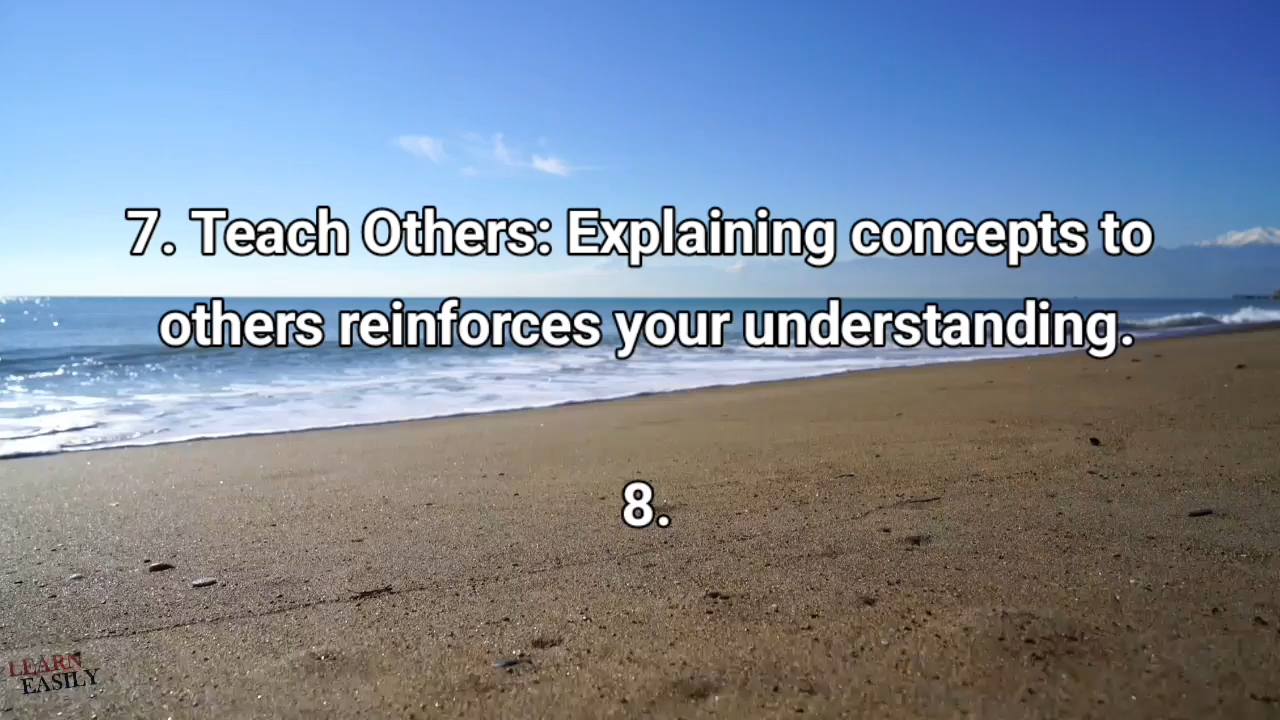 7. Teach Others: Explaining concepts to
others reinforces your understanding.
8.
LEARN
EASILY